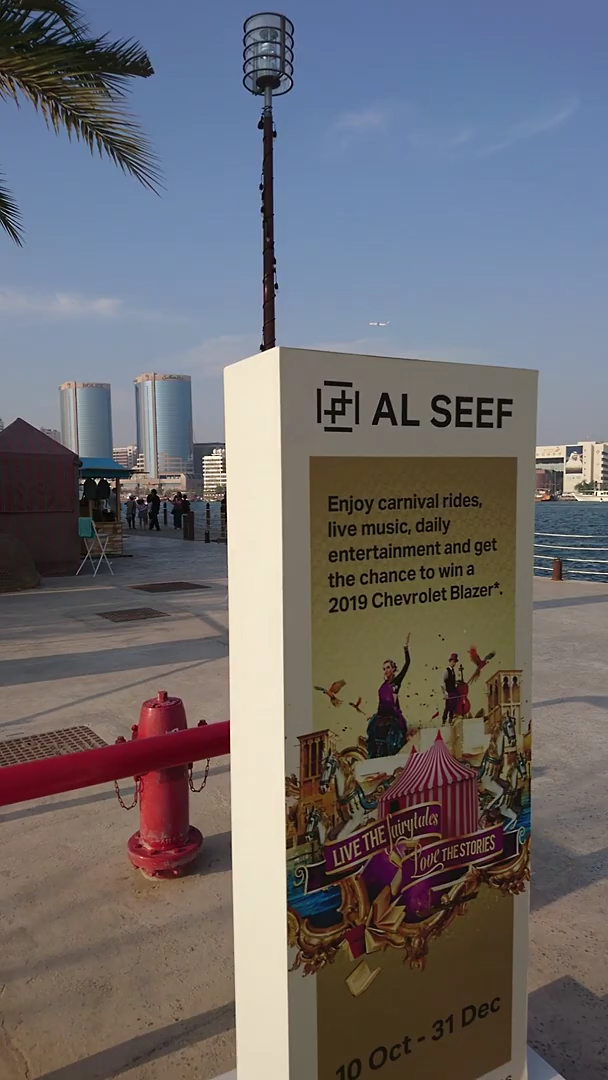 ROLEX
AL SEEF
Enjoy carnival rides,
live music, daily
entertainment and get
the chance to win a
2019 Chevrolet Blazer*.
LIVE THE fairytales
Love THE STORIES
10 Oct - 31 Dec